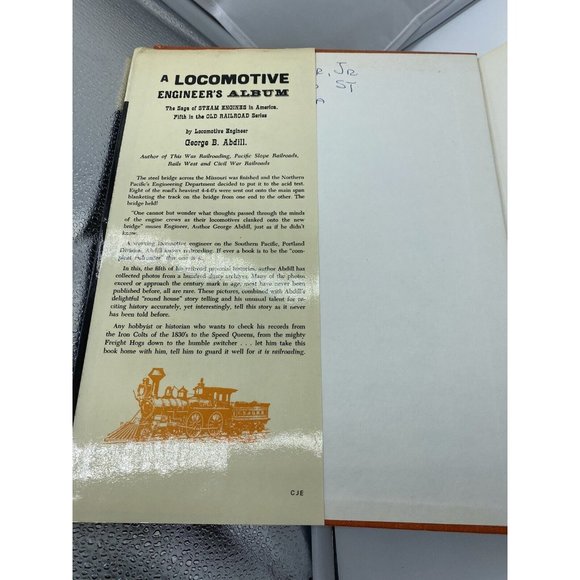 A LOCOMOTIVE
ENGINEER'S ALBUM
The Saga of STEAM ENGINES in America.
Fifth in the OLD RAILROAD Series
by Locomotive Engineer
George B. Abdill.
Author of This Was Railroading, Pacific Slope Railroads,
Rails West and Civil War Railroads
The steel bridge across the Missouri was finished and the Northern
Pacific's Engineering Department decided to put it to the acid test.
Eight of the road's heaviest 4-4-0's were sent out onto the main span
blanketing the track on the bridge from one end to the other. The
bridge held!
"One cannot but wonder what thoughts passed through the minds
of the engine crews as their locomotives clanked onto the new
bridge" muses Engineer, Author George Abdill, just as if he didn't
know.
A working locomotive engineer on the Southern Pacific, Portland
Division, Abdill knows railroading. If ever a book is to be the "com-
pleat railroader" this one is it.
In this, the fifth of his railroad pictorial histories, author Abdill has
collected photos from a hundred dusty archives. Many of the photos
exceed or approach the century mark in age, most have never been
published before, all are rare. These pictures, combined with Abdill's
delightful "round house" story telling and his unusual talent for re-
citing history accurately, yet interestingly, tell this story as it never
has been told before.
Any hobbyist or historian who wants to check his records from
the Iron Colts of the 1830's to the Speed Queens, from the mighty
Freight Hogs down to the humble switcher . . . let him take this
book home with him, tell him to guard it well for it is railroading.
CJE
R, JR
ST
A